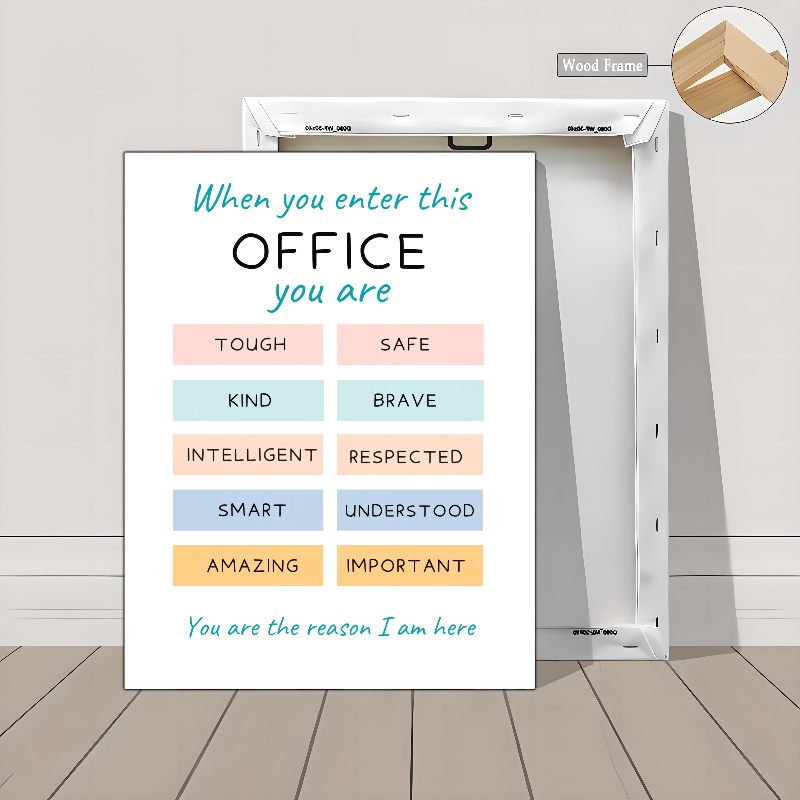 Wood Frame
When you enter this
OFFICE
you are
TOUGH SAFE
KIND BRAVE
INTELLIGENT RESPECTED
SMART UNDERSTOOD
AMAZING IMPORTANT
You are the reason I am here